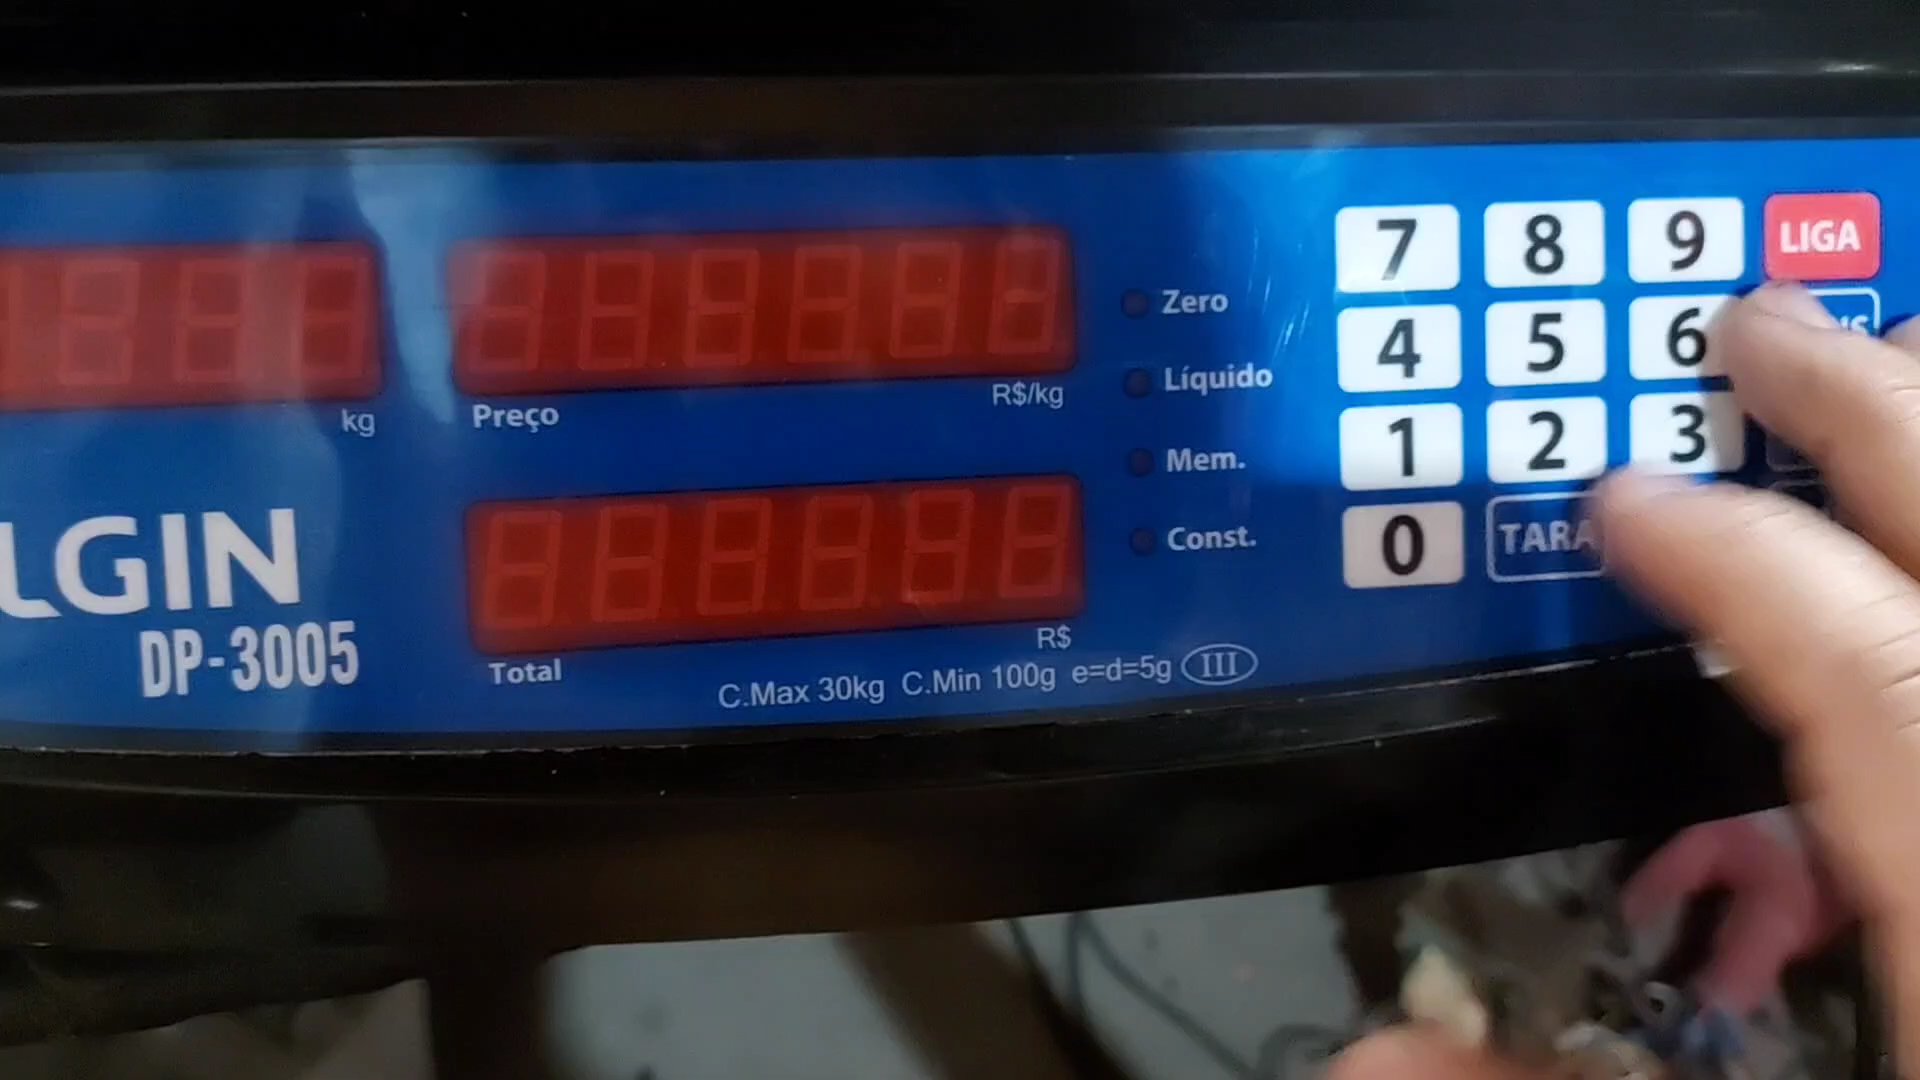 kg
Preço
R$/kg
LGIN
DP-3005
Total
R$
C.Max 30kg C.Min 100g e=d=5g III
Zero
Líquido
Mem.
Const.
7 8 9 LIGA
4 5 6
1 2 3
0 TARA